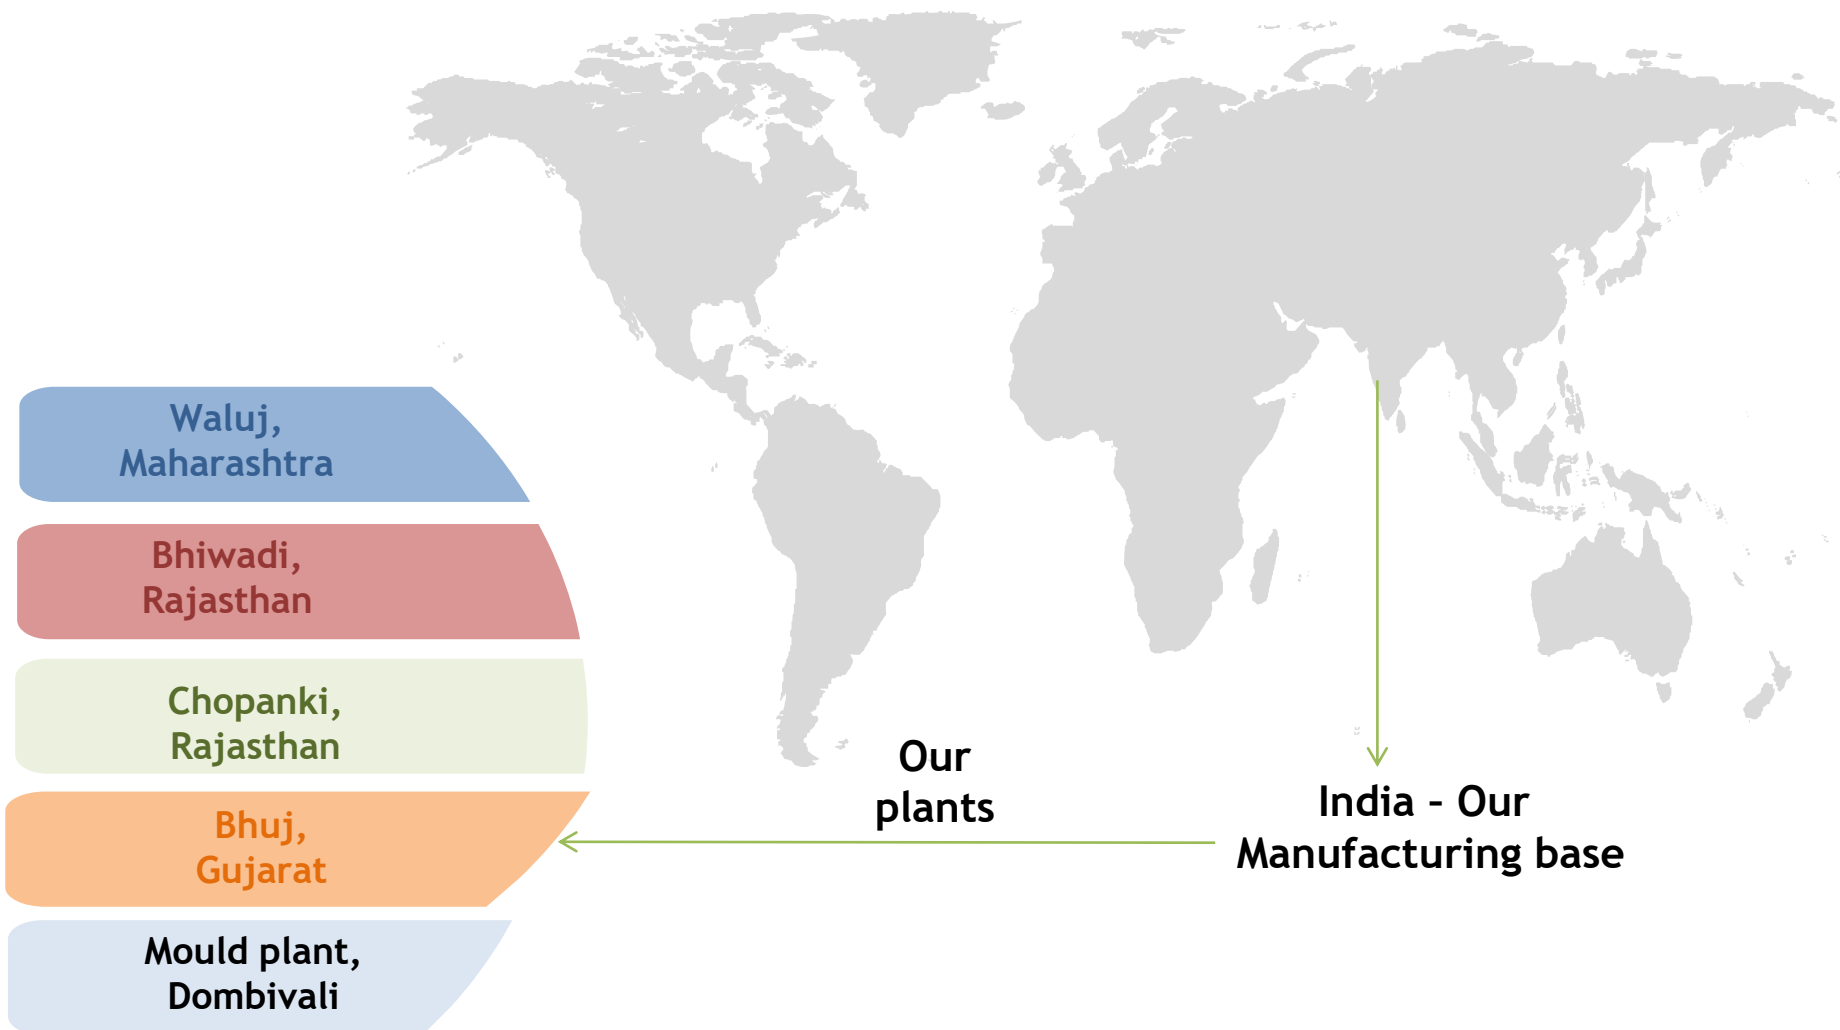 Waluj,
Maharashtra
Bhiwadi,
Rajasthan
Chopanki,
Rajasthan
Bhuj,
Gujarat
Mould plant,
Dombivali
Our
plants
India – Our
Manufacturing base